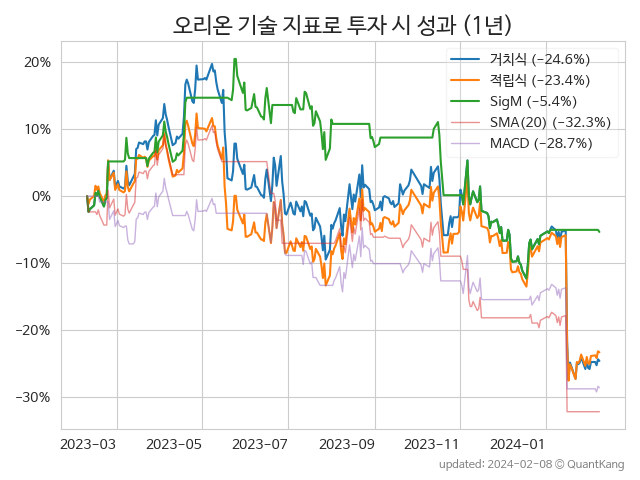 오리온 기술 지표로 투자 시 성과 (1년)
거치식 (−24.6%)
적립식 (−23.4%)
SigM (−5.4%)
SMA(20) (−32.3%)
MACD (−28.7%)
20%
10%
0%
−10%
−20%
−30%
2023-03 2023-05 2023-07 2023-09 2023-11 2024-01
updated: 2024-02-08 © QuantKang